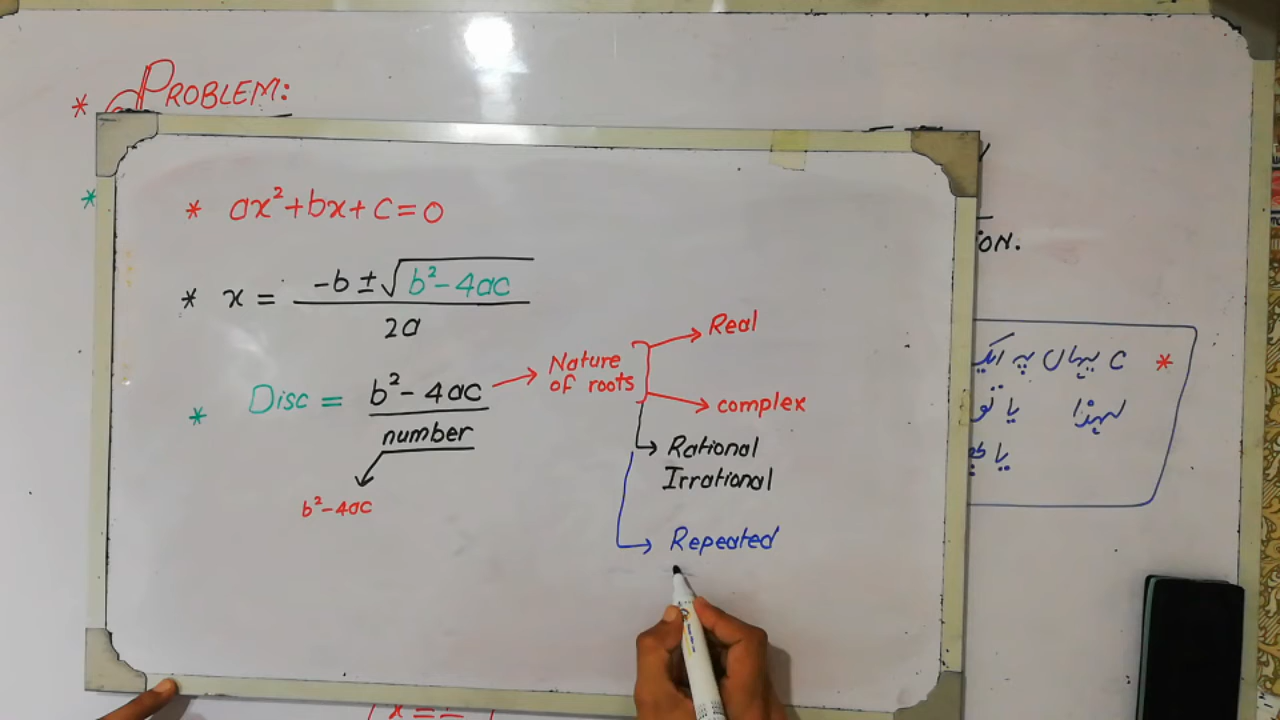 * PROBLEM:
*
* ax²+bx+c=0
* x = -b ± √(b²-4ac) / 2a
ON.
Real
Nature
of roots
* Disc = b²-4ac
number
complex
Rational
Irrational
b²-4ac
Repeated
* C یہاں پہ ایک
لہذا یا تو
یا
x =